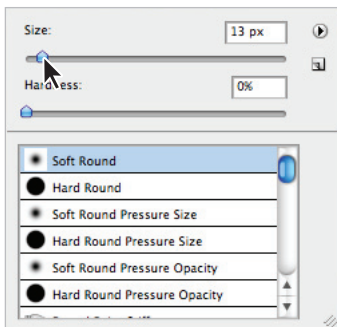 Size:
13 px
Hardness:
0%
Soft Round
Hard Round
Soft Round Pressure Size
Hard Round Pressure Size
Soft Round Pressure Opacity
Hard Round Pressure Opacity